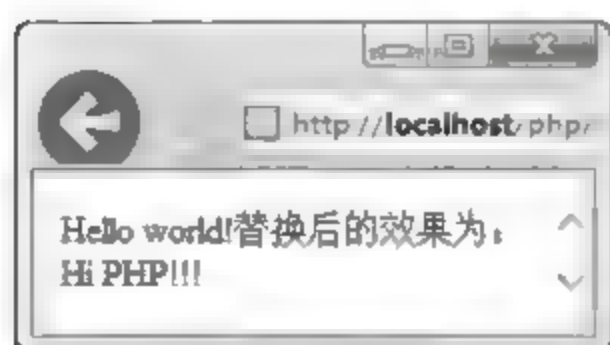 http //localhost/php/
Hello world!替换后的效果为：
Hi PHP!!!